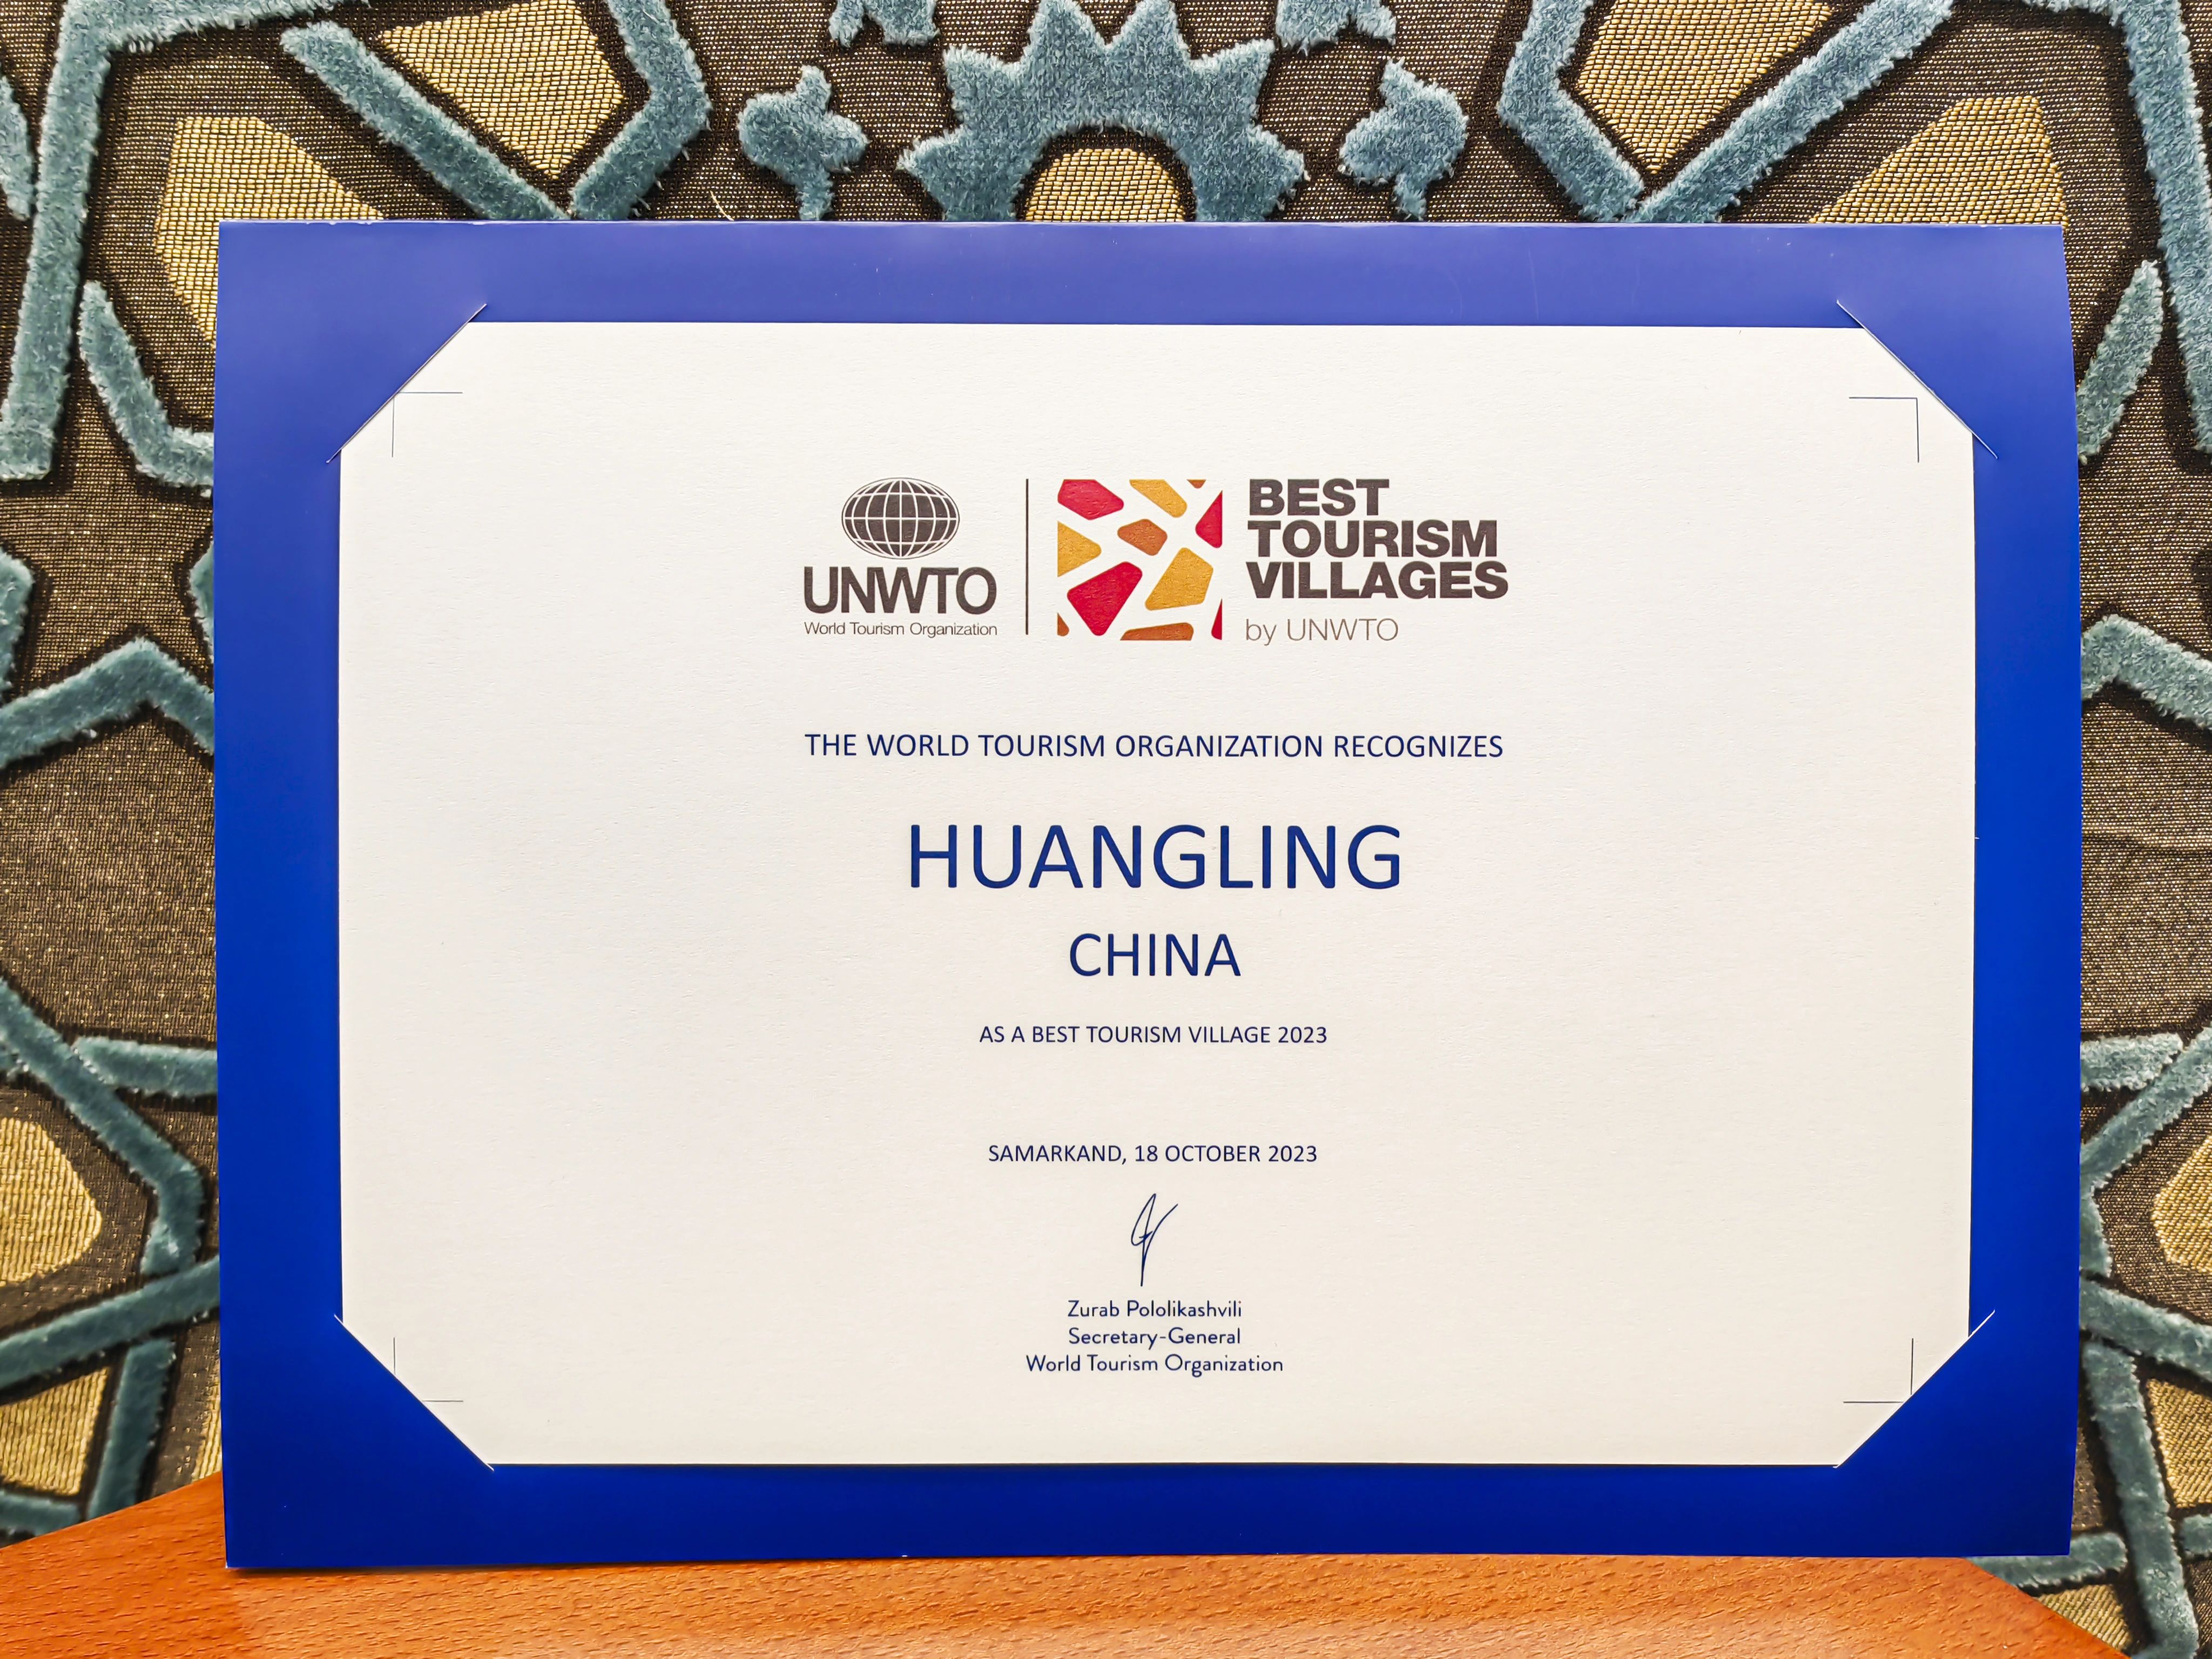 UNWTO
World Tourism Organization
BEST
TOURISM
VILLAGES
by UNWTO
THE WORLD TOURISM ORGANIZATION RECOGNIZES
HUANGLING
CHINA
AS A BEST TOURISM VILLAGE 2023
SAMARKAND, 18 OCTOBER 2023
Zurab Pololikashvili
Secretary-General
World Tourism Organization